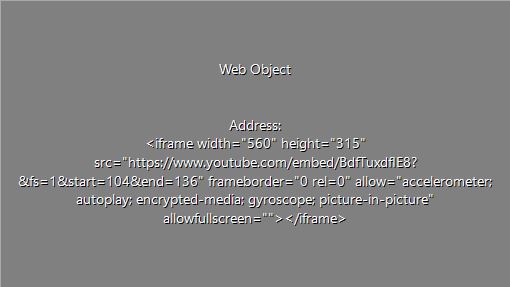 Web Object
Address:
<iframe width="560" height="315"
src="https://www.youtube.com/embed/BdfTuxdflE8?
&fs=1&start=104&end=136" frameborder="0 rel=0" allow="accelerometer;
autoplay; encrypted-media; gyroscope; picture-in-picture"
allowfullscreen=""></iframe>